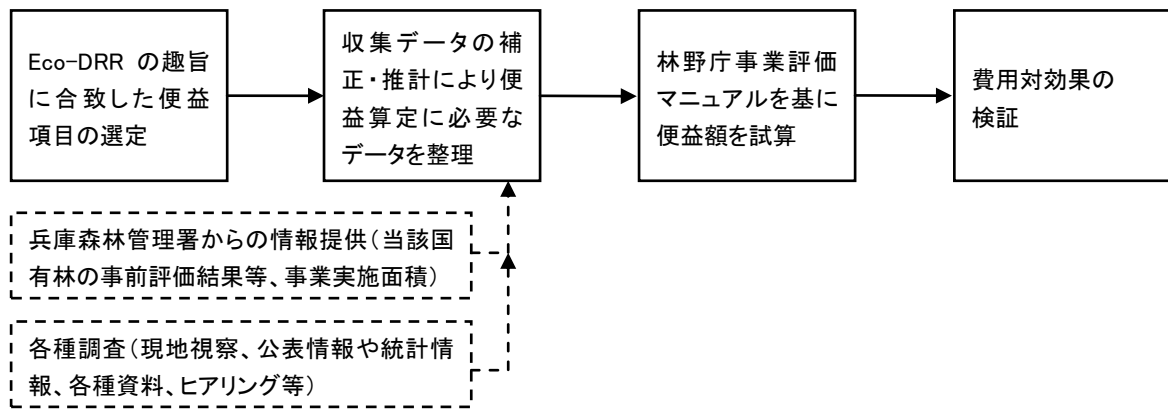 Eco-DRR の趣旨
に合致した便益
項目の選定
収集データの補
正・推計により便
益算定に必要な
データを整理
林野庁事業評価
マニュアルを基に
便益額を試算
費用対効果の
検証
兵庫森林管理署からの情報提供(当該国
有林の事前評価結果等、事業実施面積)
各種調査(現地視察、公表情報や統計情
報、各種資料、ヒアリング等)